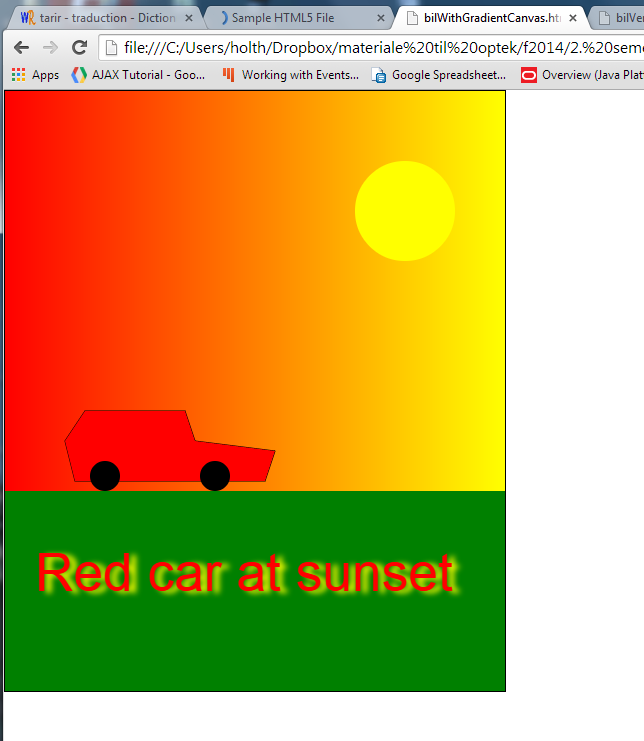 tarir - traduction - Diction
Sample HTML5 File
bilWithGradientCanvas.htm
bilVer
file:///C:/Users/holth/Dropbox/materiale%20til%20optek/f2014/2.%20seme
Apps
AJAX Tutorial - Goo...
Working with Events...
Google Spreadsheet...
Overview (Java Plat
Red car at sunset